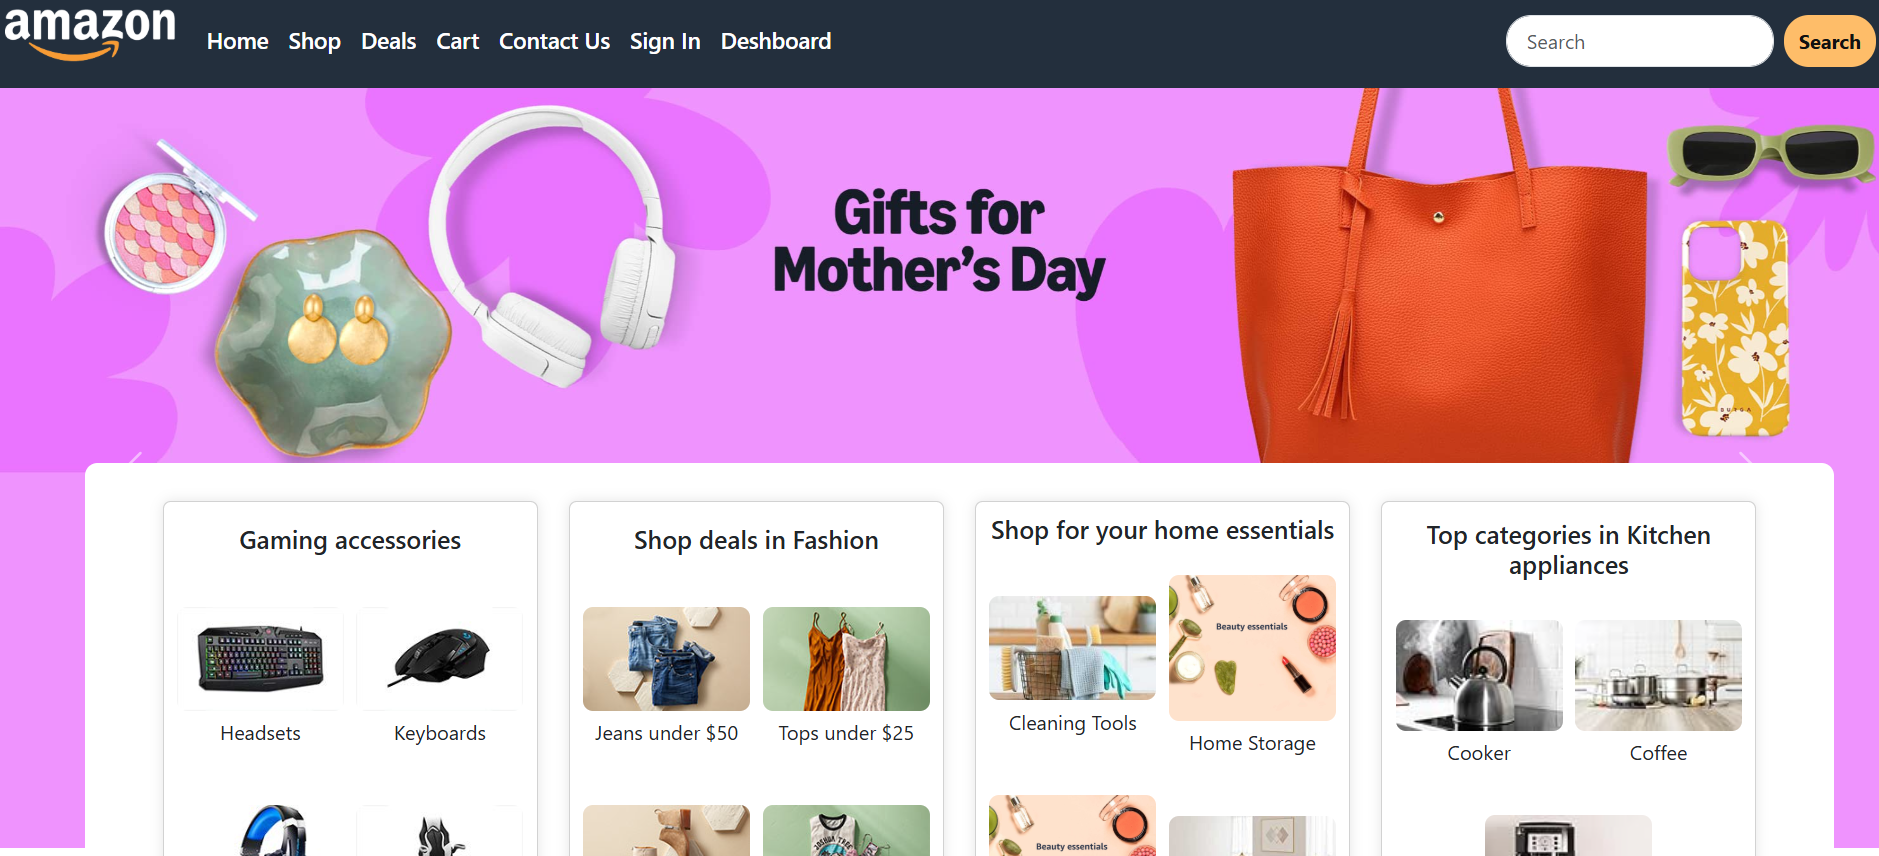 amazon
Home Shop Deals Cart Contact Us Sign In Deshboard
Search
Search
Gifts for
Mother's Day
Gaming accessories
Headsets
Keyboards
Shop deals in Fashion
Jeans under $50
Tops under $25
Shop for your home essentials
Beauty essentials
Cleaning Tools
Home Storage
Beauty essentials
Top categories in Kitchen
appliances
Cooker
Coffee